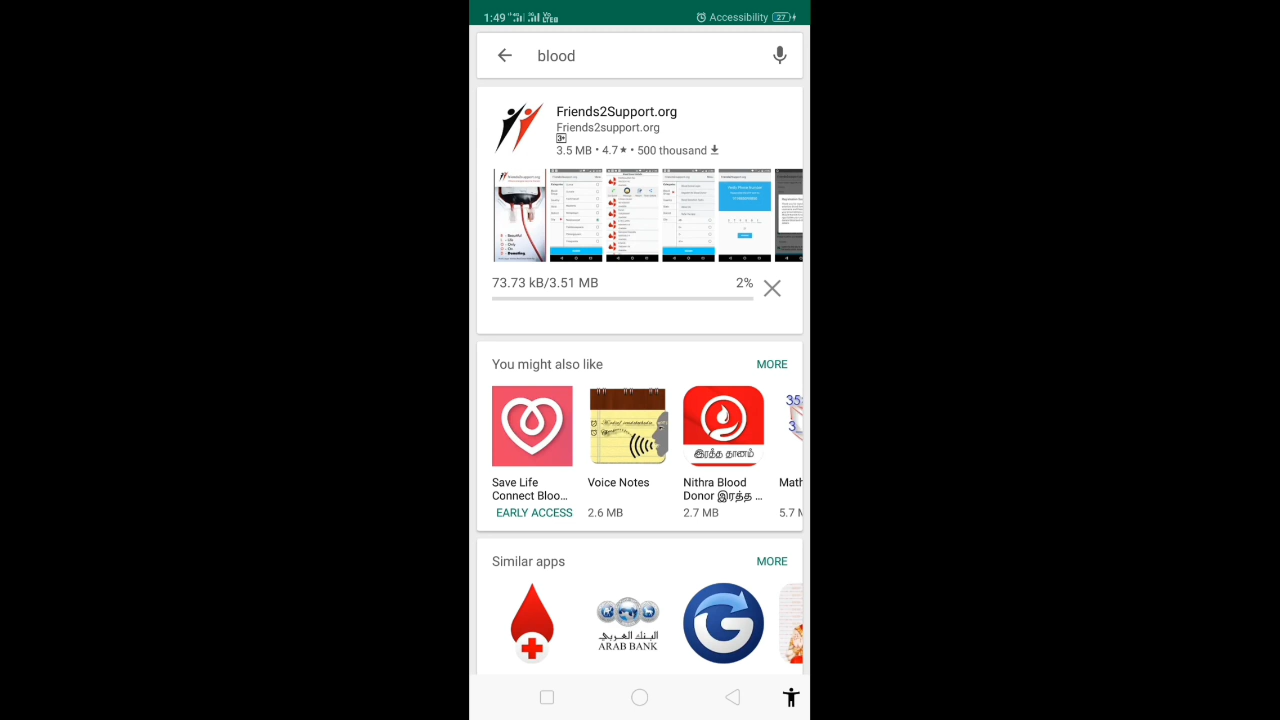 1:49
Accessibility 27
blood
Friends2Support.org
Friends2support.org
3+
3.5 MB • 4.7 ★ • 500 thousand
73.73 kB/3.51 MB 2%
You might also like MORE
Save Life
Connect Bloo...
EARLY ACCESS
Voice Notes
2.6 MB
இரத்த தானம்
Nithra Blood
Donor இரத்த ...
2.7 MB
35
3
Math
5.7 M
Similar apps MORE
البنك العربي
ARAB BANK